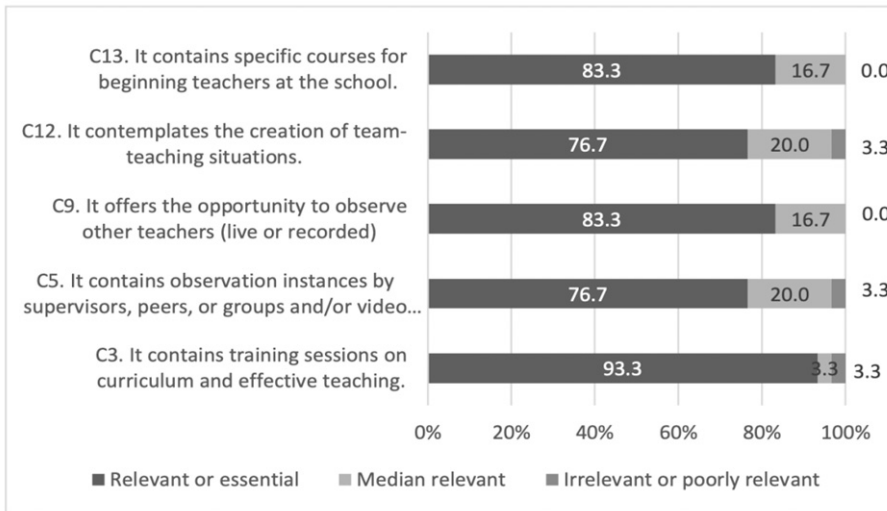 C13. It contains specific courses for
beginning teachers at the school.
83.3
16.7
0.0
C12. It contemplates the creation of team-
teaching situations.
76.7
20.0
3.3
C9. It offers the opportunity to observe
other teachers (live or recorded)
83.3
16.7
0.0
C5. It contains observation instances by
supervisors, peers, or groups and/or video...
76.7
20.0
3.3
C3. It contains training sessions on
curriculum and effective teaching.
93.3
3.3
3.3
0% 20% 40% 60% 80% 100%
Relevant or essential Median relevant Irrelevant or poorly relevant